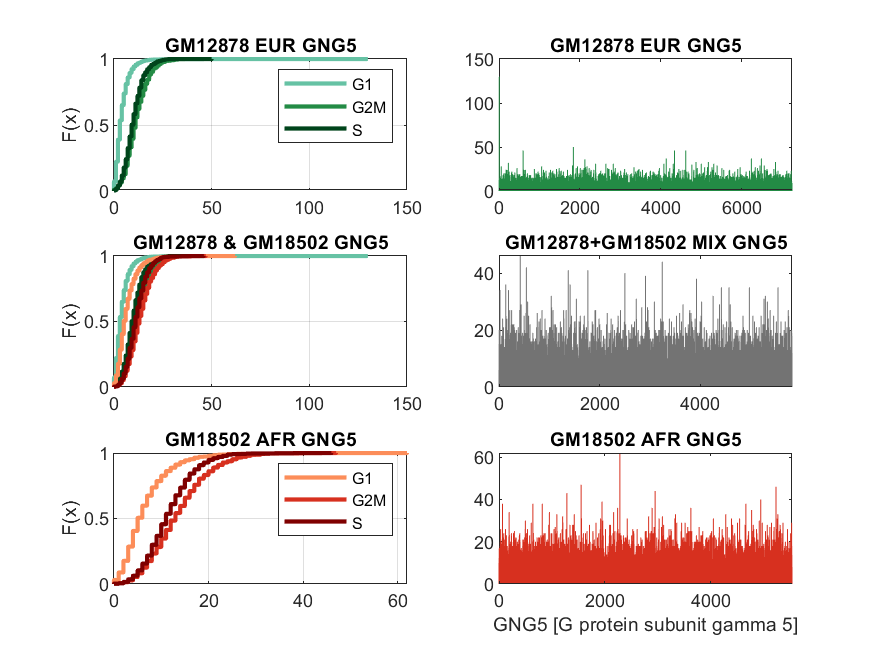 GM12878 EUR GNG5
F(x)
1
0.5
0
0 50 100 150
G1
G2M
S
GM12878 EUR GNG5
150
100
50
0
0 2000 4000 6000
GM12878 & GM18502 GNG5
F(x)
1
0.5
0
0 50 100 150
GM12878+GM18502 MIX GNG5
40
20
0
0 2000 4000
GM18502 AFR GNG5
F(x)
1
0.5
0
0 20 40 60
G1
G2M
S
GM18502 AFR GNG5
60
40
20
0
0 2000 4000
GNG5 [G protein subunit gamma 5]